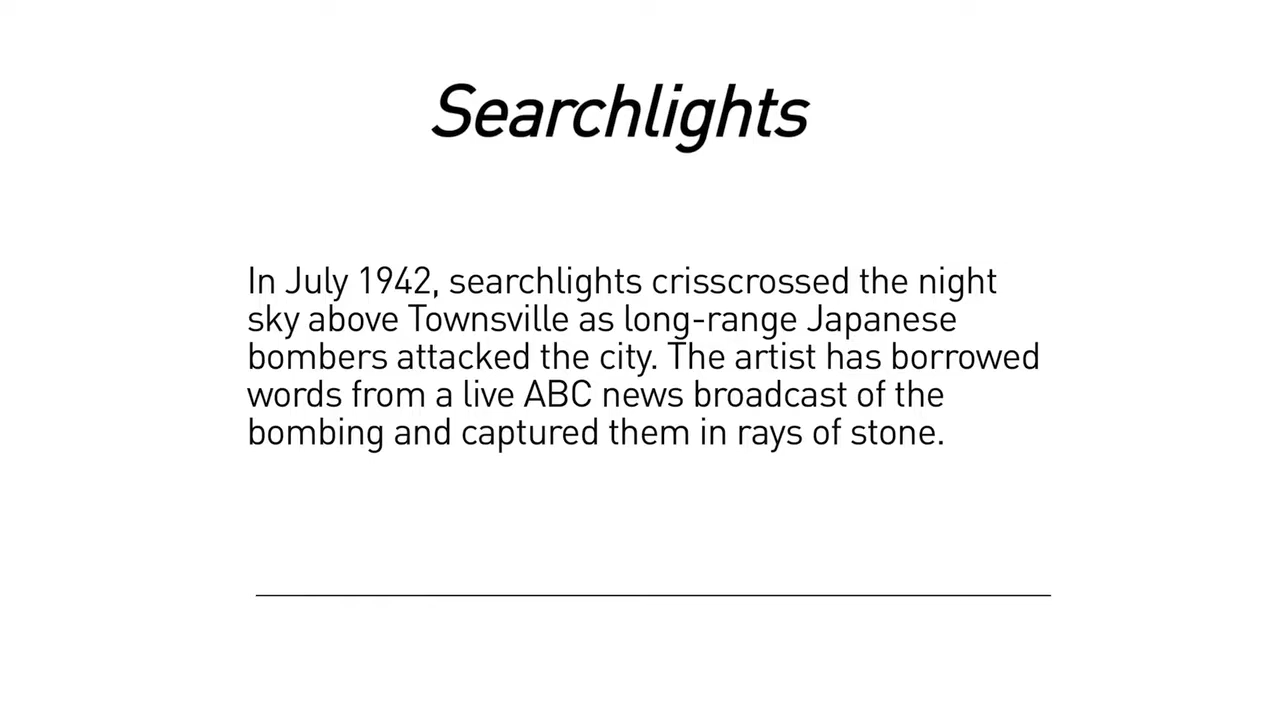 Searchlights
In July 1942, searchlights crisscrossed the night
sky above Townsville as long-range Japanese
bombers attacked the city. The artist has borrowed
words from a live ABC news broadcast of the
bombing and captured them in rays of stone.